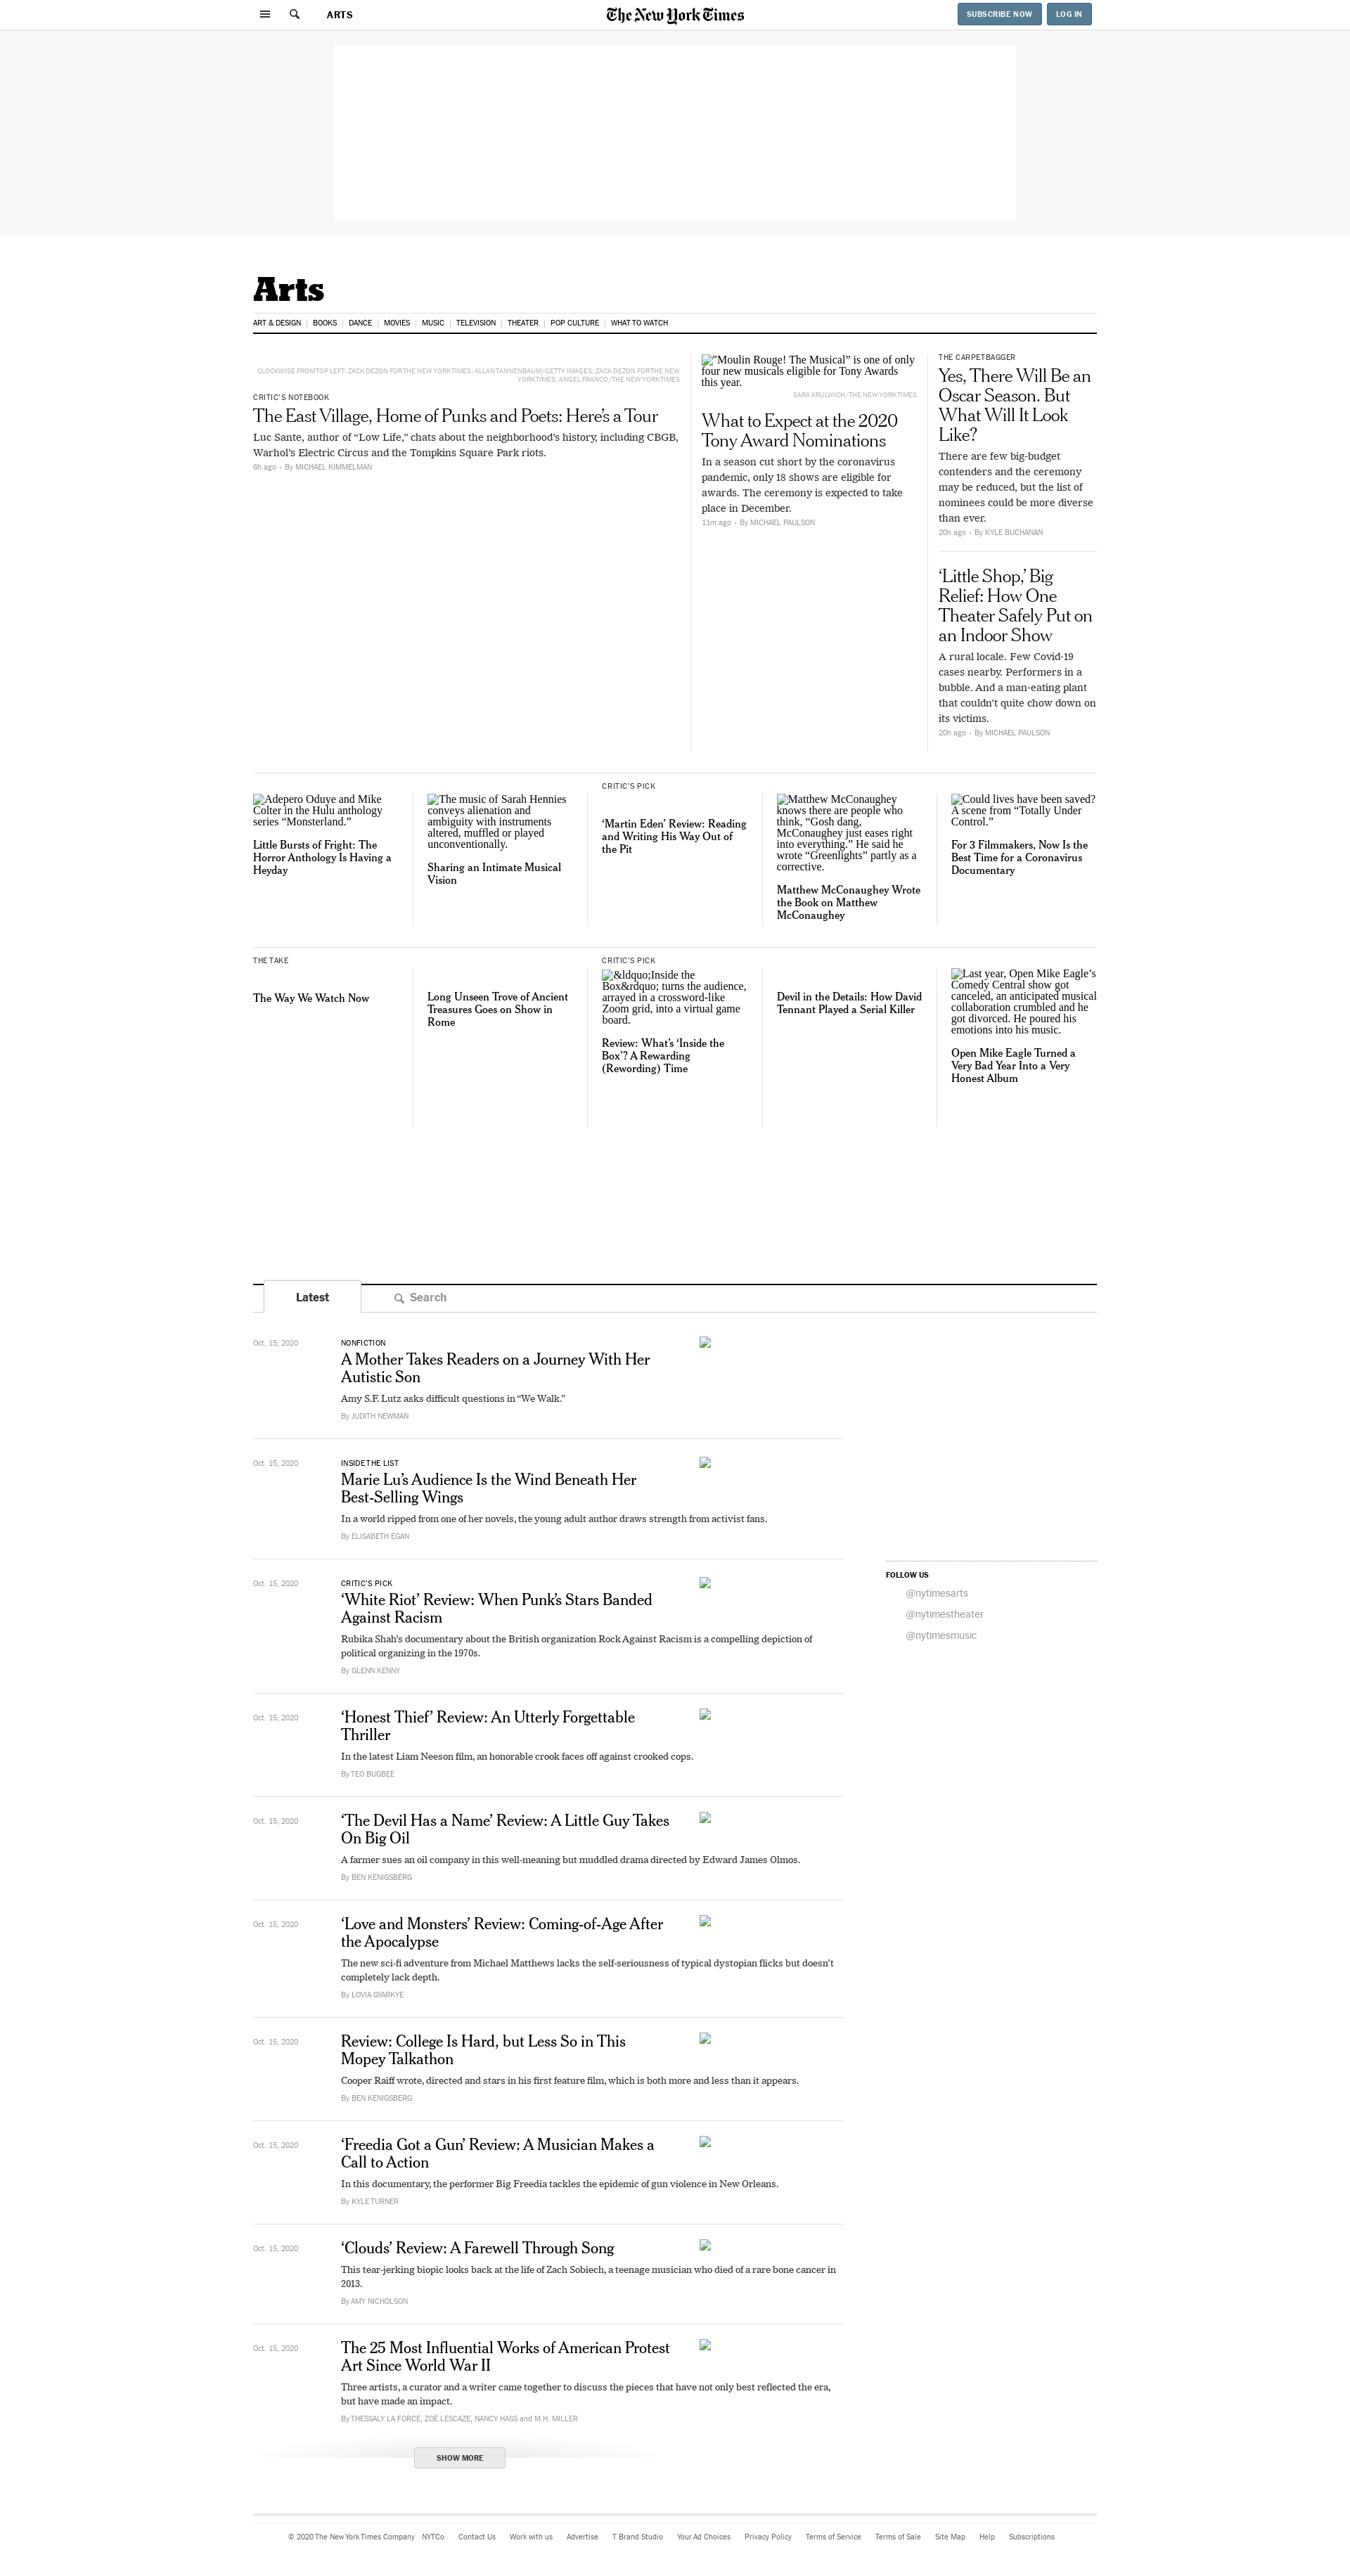 ARTS
The New York Times
SUBSCRIBE NOW
LOG IN
Arts
ART & DESIGN
BOOKS
DANCE
MOVIES
MUSIC
TELEVISION
THEATER
POP CULTURE
WHAT TO WATCH
CLOCKWISE FROM TOP LEFT: ZACK DEZON FOR THE NEW YORK TIMES; ALLAN TANNENBAUM/GETTY IMAGES; ZACK DEZON FOR THE NEW
YORK TIMES; ANGEL FRANCO/THE NEW YORK TIMES
CRITIC'S NOTEBOOK
The East Village, Home of Punks and Poets: Here’s a Tour
Luc Sante, author of “Low Life,” chats about the neighborhood’s history, including CBGB,
Warhol’s Electric Circus and the Tompkins Square Park riots.
6h ago • By MICHAEL KIMMELMAN
"Moulin Rouge! The Musical” is one of only
four new musicals eligible for Tony Awards
this year.
SARA KRULWICH/THE NEW YORK TIMES
What to Expect at the 2020
Tony Award Nominations
In a season cut short by the coronavirus
pandemic, only 18 shows are eligible for
awards. The ceremony is expected to take
place in December.
11m ago • By MICHAEL PAULSON
THE CARPETBAGGER
Yes, There Will Be an
Oscar Season. But
What Will It Look
Like?
There are few big-budget
contenders and the ceremony
may be reduced, but the list of
nominees could be more diverse
than ever.
20h ago • By KYLE BUCHANAN
‘Little Shop,’ Big
Relief: How One
Theater Safely Put on
an Indoor Show
A rural locale. Few Covid-19
cases nearby. Performers in a
bubble. And a man-eating plant
that couldn’t quite chow down on
its victims.
20h ago • By MICHAEL PAULSON
Adepero Oduye and Mike
Colter in the Hulu anthology
series “Monsterland.”
Little Bursts of Fright: The
Horror Anthology Is Having a
Heyday
The music of Sarah Hennies
conveys alienation and
ambiguity with instruments
altered, muffled or played
unconventionally.
Sharing an Intimate Musical
Vision
CRITIC'S PICK
‘Martin Eden’ Review: Reading
and Writing His Way Out of
the Pit
Matthew McConaughey
knows there are people who
think, “Gosh dang,
McConaughey just eases right
into everything.” He said he
wrote “Greenlights” partly as a
corrective.
Matthew McConaughey Wrote
the Book on Matthew
McConaughey
Could lives have been saved?
A scene from “Totally Under
Control.”
For 3 Filmmakers, Now Is the
Best Time for a Coronavirus
Documentary
THE TAKE
The Way We Watch Now
Long Unseen Trove of Ancient
Treasures Goes on Show in
Rome
CRITIC'S PICK
&ldquo;Inside the
Box&rdquo; turns the audience,
arrayed in a crossword-like
Zoom grid, into a virtual game
board.
Review: What’s ‘Inside the
Box’? A Rewarding
(Rewording) Time
Devil in the Details: How David
Tennant Played a Serial Killer
Last year, Open Mike Eagle’s
Comedy Central show got
canceled, an anticipated musical
collaboration crumbled and he
got divorced. He poured his
emotions into his music.
Open Mike Eagle Turned a
Very Bad Year Into a Very
Honest Album
Latest
Search
Oct. 15, 2020
NONFICTION
A Mother Takes Readers on a Journey With Her
Autistic Son
Amy S.F. Lutz asks difficult questions in “We Walk.”
By JUDITH NEWMAN
Oct. 15, 2020
INSIDE THE LIST
Marie Lu’s Audience Is the Wind Beneath Her
Best-Selling Wings
In a world ripped from one of her novels, the young adult author draws strength from activist fans.
By ELISABETH EGAN
Oct. 15, 2020
CRITIC’S PICK
‘White Riot’ Review: When Punk’s Stars Banded
Against Racism
Rubika Shah’s documentary about the British organization Rock Against Racism is a compelling depiction of
political organizing in the 1970s.
By GLENN KENNY
FOLLOW US
@nytimesarts
@nytimestheater
@nytimesmusic
Oct. 15, 2020
‘Honest Thief’ Review: An Utterly Forgettable
Thriller
In the latest Liam Neeson film, an honorable crook faces off against crooked cops.
By TEO BUGBEE
Oct. 15, 2020
‘The Devil Has a Name’ Review: A Little Guy Takes
On Big Oil
A farmer sues an oil company in this well-meaning but muddled drama directed by Edward James Olmos.
By BEN KENIGSBERG
Oct. 15, 2020
‘Love and Monsters’ Review: Coming-of-Age After
the Apocalypse
The new sci-fi adventure from Michael Matthews lacks the self-seriousness of typical dystopian flicks but doesn’t
completely lack depth.
By LOVIA GYARKYE
Oct. 15, 2020
Review: College Is Hard, but Less So in This
Mopey Talkathon
Cooper Raiff wrote, directed and stars in his first feature film, which is both more and less than it appears.
By BEN KENIGSBERG
Oct. 15, 2020
‘Freedia Got a Gun’ Review: A Musician Makes a
Call to Action
In this documentary, the performer Big Freedia tackles the epidemic of gun violence in New Orleans.
By KYLE TURNER
Oct. 15, 2020
‘Clouds’ Review: A Farewell Through Song
This tear-jerking biopic looks back at the life of Zach Sobiech, a teenage musician who died of a rare bone cancer in
2013.
By AMY NICHOLSON
Oct. 15, 2020
The 25 Most Influential Works of American Protest
Art Since World War II
Three artists, a curator and a writer came together to discuss the pieces that have not only best reflected the era,
but have made an impact.
By THESSALY LA FORCE, ZOË LESCAZE, NANCY HASS and M.H. MILLER
SHOW MORE
© 2020 The New York Times Company
NYTCo
Contact Us
Work with us
Advertise
T Brand Studio
Your Ad Choices
Privacy Policy
Terms of Service
Terms of Sale
Site Map
Help
Subscriptions